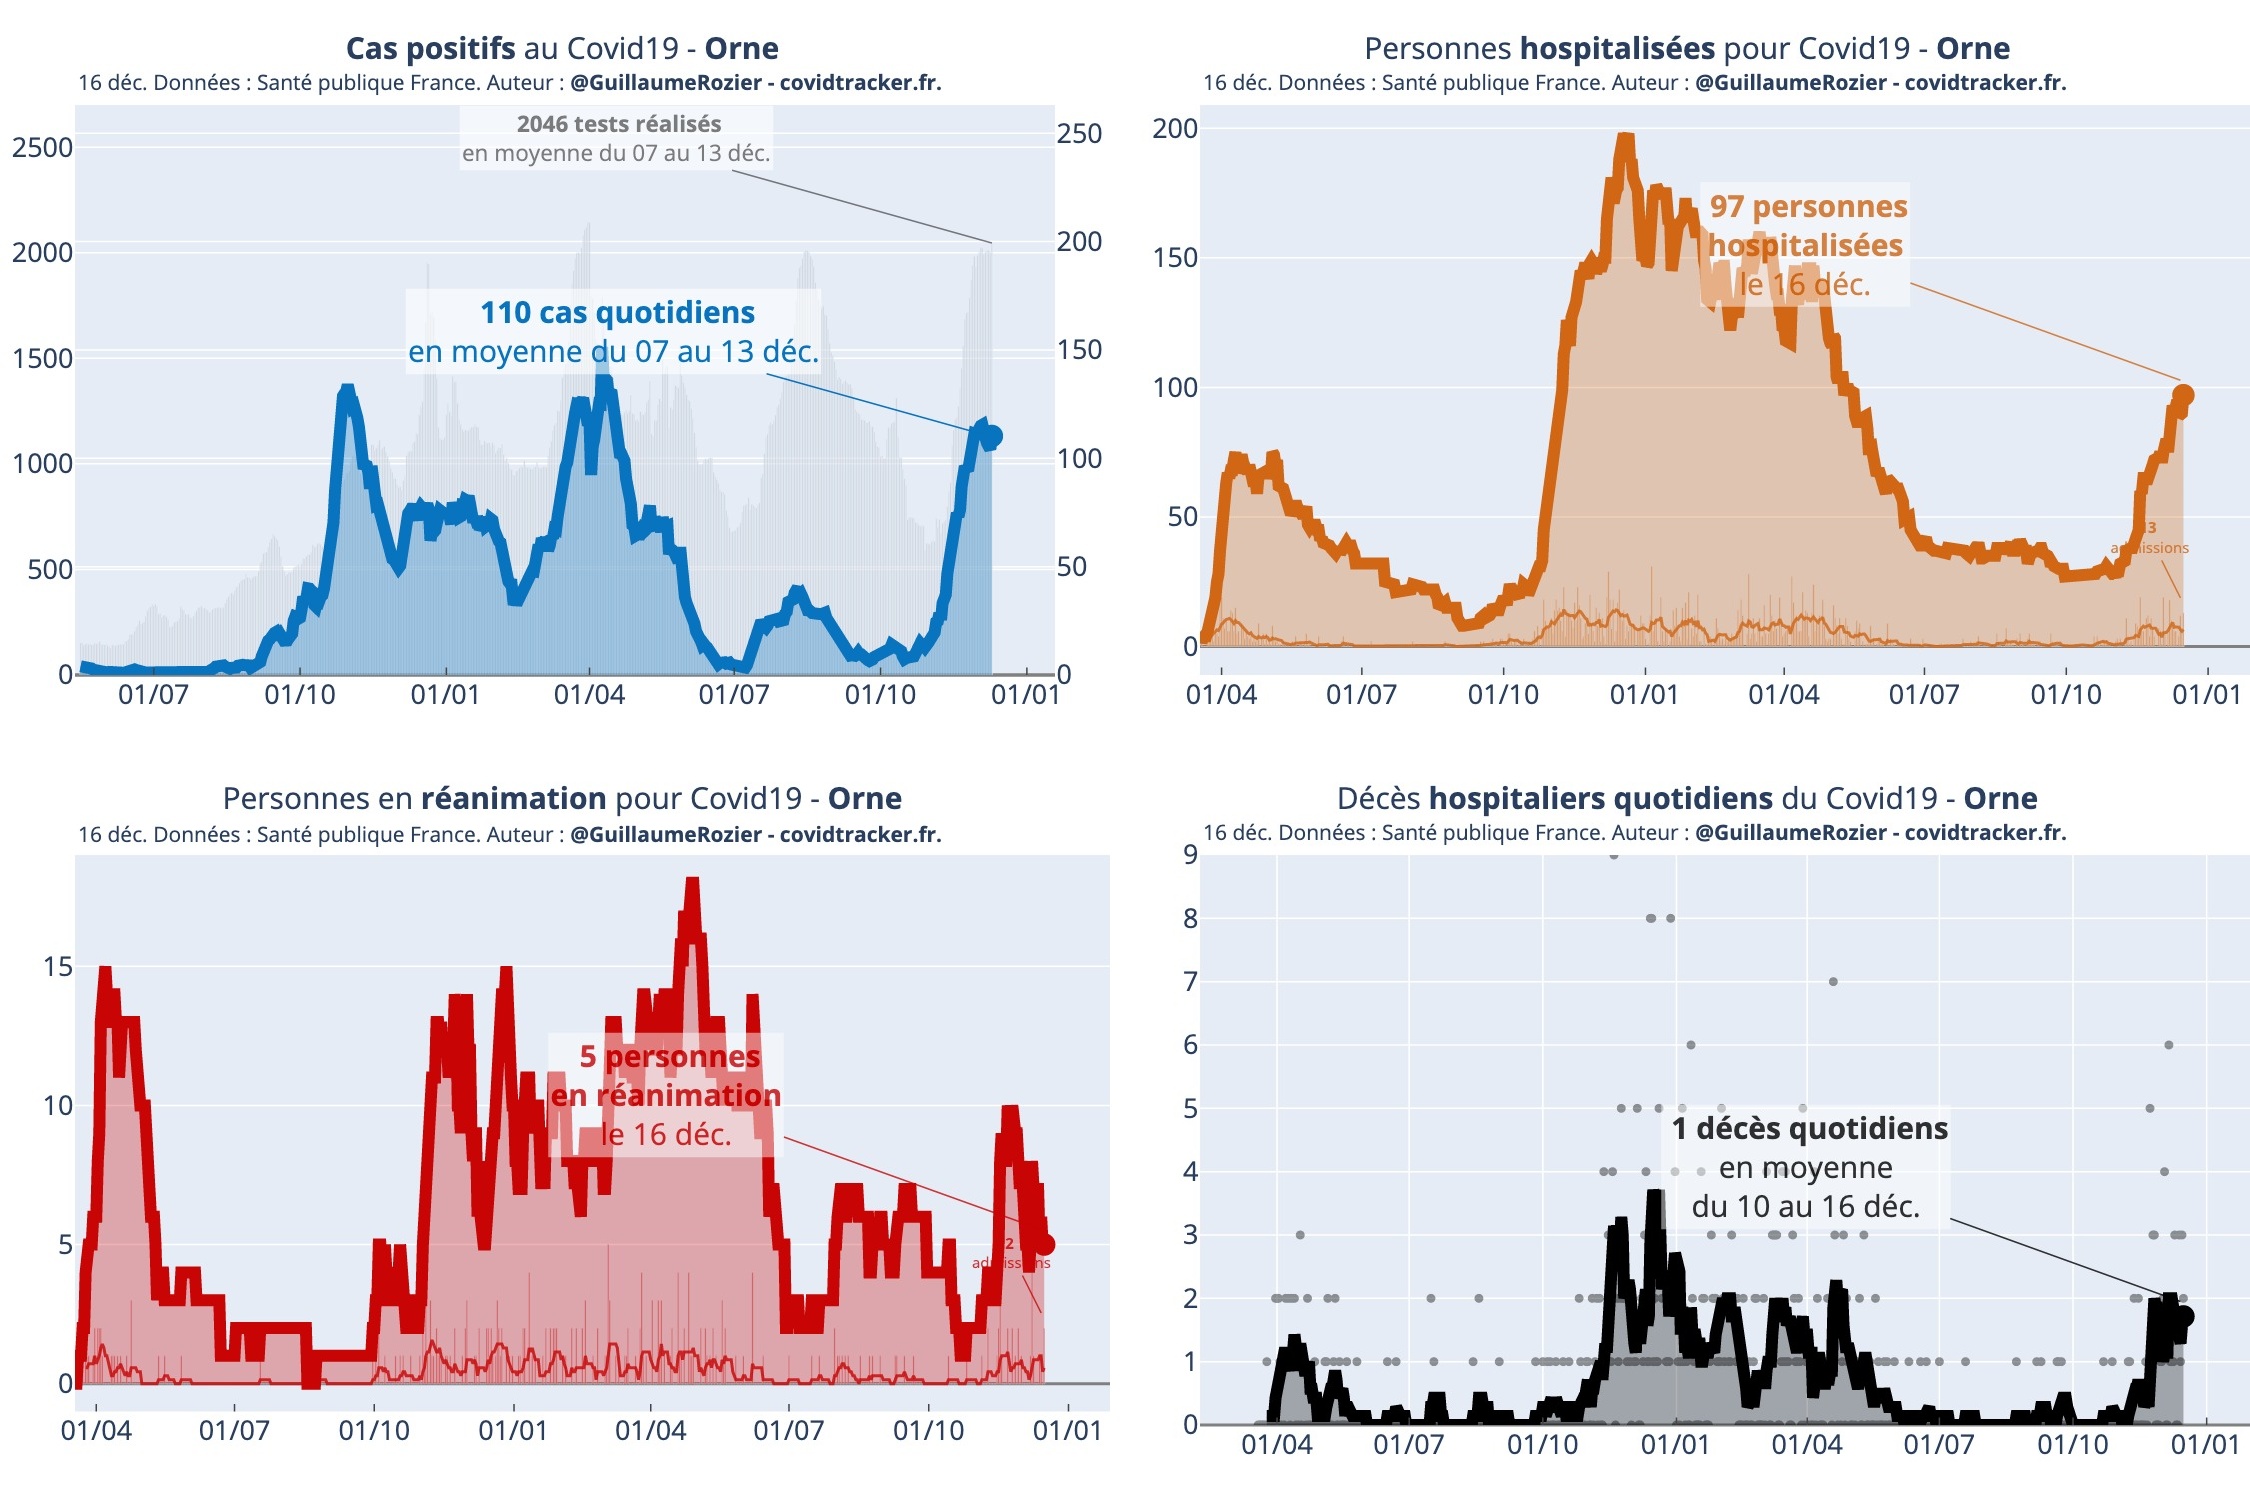 Cas positifs au Covid19 - Orne
16 déc. Données : Santé publique France. Auteur : @GuillaumeRozier - covidtracker.fr.
2046 tests réalisés
en moyenne du 07 au 13 déc.
110 cas quotidiens
en moyenne du 07 au 13 déc.
2500
2000
1500
1000
500
0
250
200
150
100
50
0
01/07 01/10 01/01 01/04 01/07 01/10 01/01
Personnes hospitalisées pour Covid19 - Orne
16 déc. Données : Santé publique France. Auteur : @GuillaumeRozier - covidtracker.fr.
97 personnes
hospitalisées
le 16 déc.
13
admissions
200
150
100
50
0
01/04 01/07 01/10 01/01 01/04 01/07 01/10 01/01
Personnes en réanimation pour Covid19 - Orne
16 déc. Données : Santé publique France. Auteur : @GuillaumeRozier - covidtracker.fr.
5 personnes
en réanimation
le 16 déc.
2
admissions
15
10
5
0
01/04 01/07 01/10 01/01 01/04 01/07 01/10 01/01
Décès hospitaliers quotidiens du Covid19 - Orne
16 déc. Données : Santé publique France. Auteur : @GuillaumeRozier - covidtracker.fr.
1 décès quotidiens
en moyenne
du 10 au 16 déc.
9
8
7
6
5
4
3
2
1
0
01/04 01/07 01/10 01/01 01/04 01/07 01/10 01/01